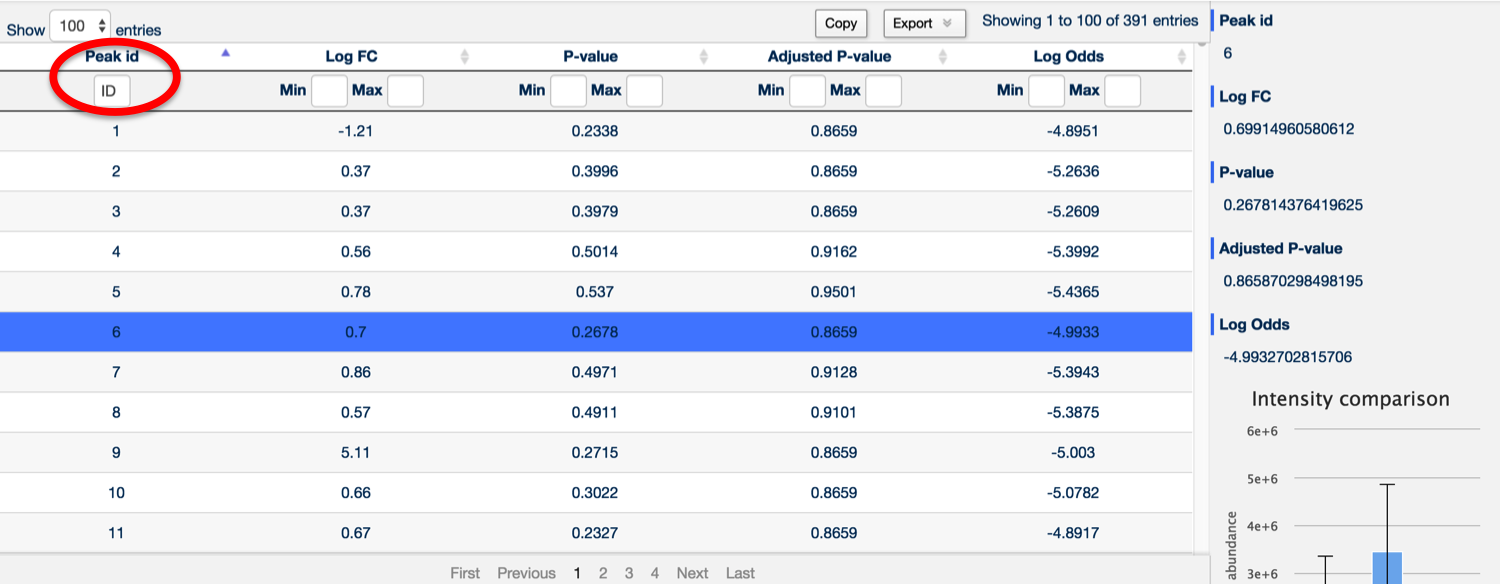 Show 100 entries Copy Export Showing 1 to 100 of 391 entries
Peak id Log FC P-value Adjusted P-value Log Odds
ID Min Max Min Max Min Max Min Max
1 -1.21 0.2338 0.8659 -4.8951
2 0.37 0.3996 0.8659 -5.2636
3 0.37 0.3979 0.8659 -5.2609
4 0.56 0.5014 0.9162 -5.3992
5 0.78 0.537 0.9501 -5.4365
6 0.7 0.2678 0.8659 -4.9933
7 0.86 0.4971 0.9128 -5.3943
8 0.57 0.4911 0.9101 -5.3875
9 5.11 0.2715 0.8659 -5.003
10 0.66 0.3022 0.8659 -5.0782
11 0.67 0.2327 0.8659 -4.8917
First Previous 1 2 3 4 Next Last
Peak id
6
Log FC
0.69914960580612
P-value
0.267814376419625
Adjusted P-value
0.865870298498195
Log Odds
-4.9932702815706
Intensity comparison
6e+6
5e+6
4e+6
3e+6
abundance